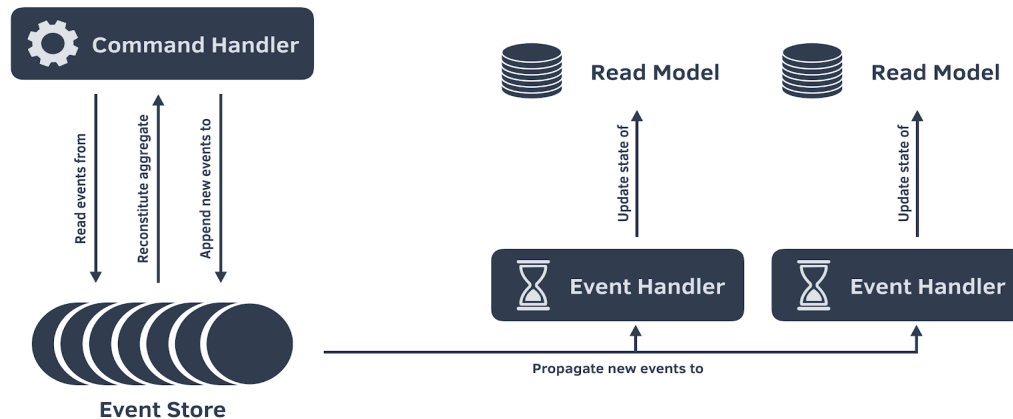 Command Handler
Read events from
Reconstitute aggregate
Append new events to
Event Store
Read Model
Read Model
Update state of
Update state of
Event Handler
Event Handler
Propagate new events to